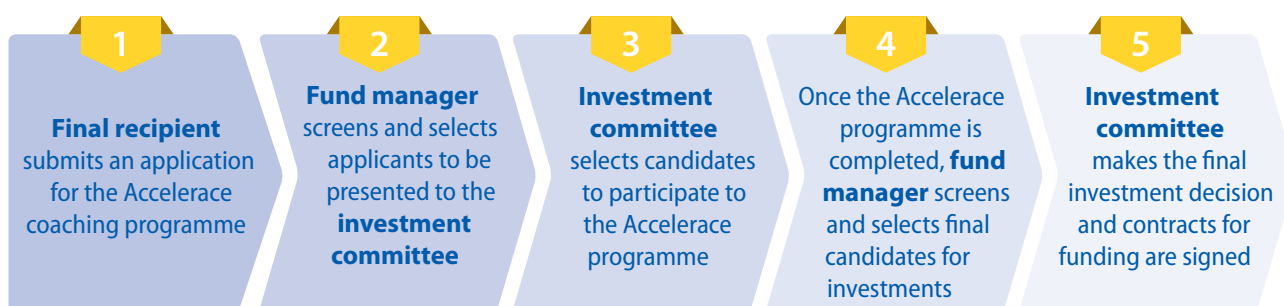 1
Final recipient
submits an application
for the Accelerace
coaching programme
2
Fund manager
screens and selects
applicants to be
presented to the
investment
committee
3
Investment
committee
selects candidates
to participate to
the Accelerace
programme
4
Once the Accelerace
programme is
completed, fund
manager screens
and selects final
candidates for
investments
5
Investment
committee
makes the final
investment decision
and contracts for
funding are signed